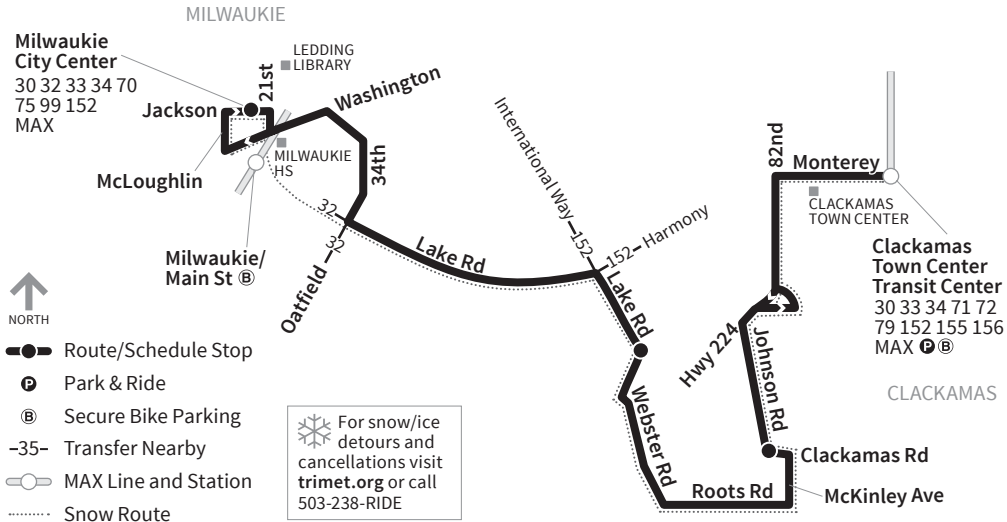 MILWAUKIE
Milwaukie
City Center
30 32 33 34 70
75 99 152
MAX
LEDDING
LIBRARY
21st
Jackson
Washington
McLoughlin
MILWAUKIE
HS
34th
Milwaukie/
Main St Ⓑ
32
32
Oatfield
Lake Rd
International Way
152
152
Harmony
Lake Rd
Webster Rd
Roots Rd
McKinley Ave
Clackamas Rd
Johnson Rd
Hwy 224
82nd
Monterey
CLACKAMAS
TOWN CENTER
Clackamas
Town Center
Transit Center
30 33 34 71 72
79 152 155 156
MAX 🅟 Ⓑ
CLACKAMAS
NORTH
Route/Schedule Stop
🅟 Park & Ride
Ⓑ Secure Bike Parking
–35– Transfer Nearby
MAX Line and Station
Snow Route
For snow/ice
detours and
cancellations visit
trimet.org or call
503-238-RIDE